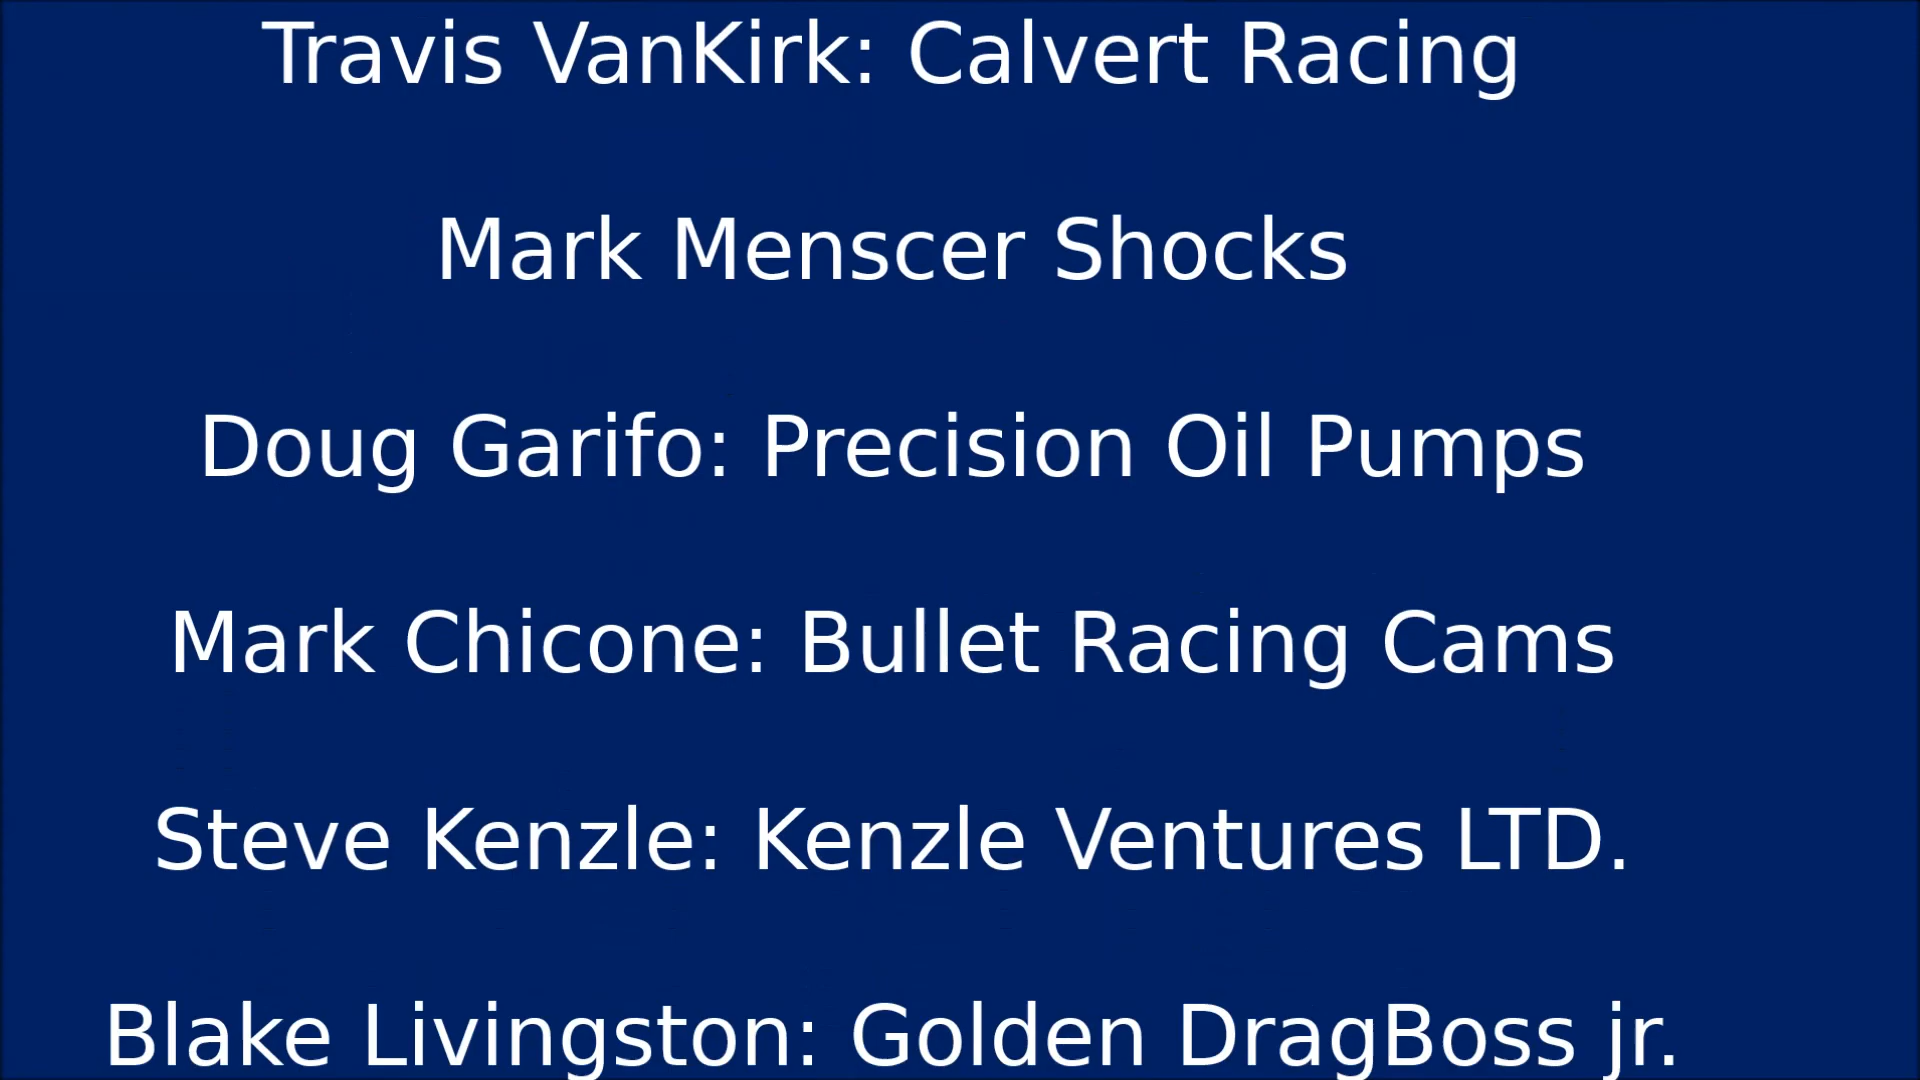 Travis VanKirk: Calvert Racing
Mark Menscer Shocks
Doug Garifo: Precision Oil Pumps
Mark Chicone: Bullet Racing Cams
Steve Kenzle: Kenzle Ventures LTD.
Blake Livingston: Golden DragBoss jr.